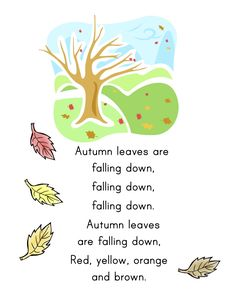 Autumn leaves are
falling down,
falling down,
falling down.
Autumn leaves
are falling down,
Red, yellow, orange
and brown.